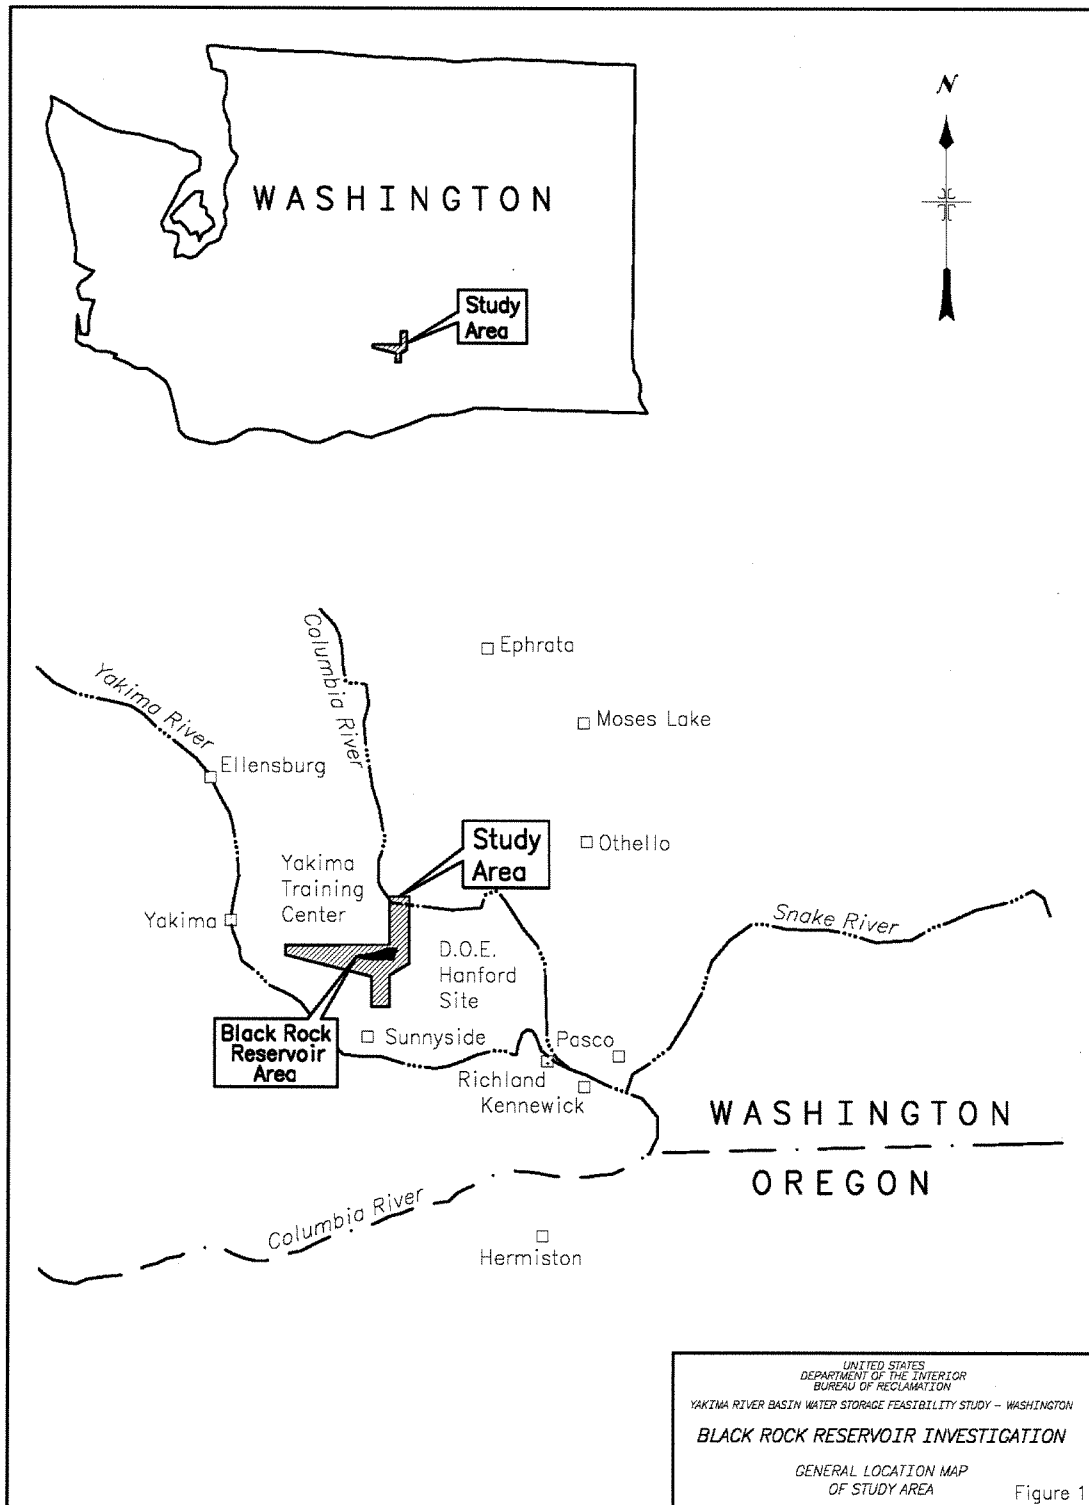 N
WASHINGTON
Study
Area
Columbia River
Ephrata
Yakima River
Moses Lake
Ellensburg
Study
Area
Othello
Yakima
Training
Center
Yakima
Snake River
D.O.E.
Hanford
Site
Black Rock
Reservoir
Area
Sunnyside
Pasco
Richland
Kennewick
WASHINGTON
OREGON
Columbia River
Hermiston
UNITED STATES
DEPARTMENT OF THE INTERIOR
BUREAU OF RECLAMATION
YAKIMA RIVER BASIN WATER STORAGE FEASIBILITY STUDY - WASHINGTON
BLACK ROCK RESERVOIR INVESTIGATION
GENERAL LOCATION MAP
OF STUDY AREA
Figure 1